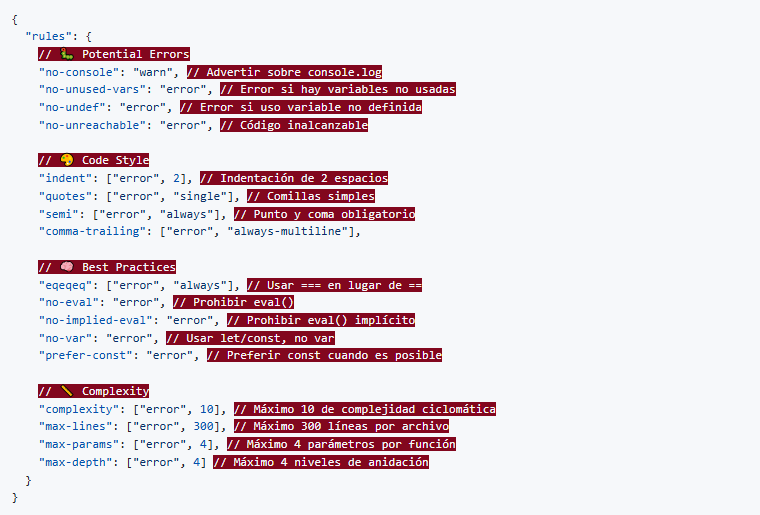 {
  "rules": {
    // 🐛 Potential Errors
    "no-console": "warn", // Advertir sobre console.log
    "no-unused-vars": "error", // Error si hay variables no usadas
    "no-undef": "error", // Error si uso variable no definida
    "no-unreachable": "error", // Código inalcanzable

    // 🎨 Code Style
    "indent": ["error", 2], // Indentación de 2 espacios
    "quotes": ["error", "single"], // Comillas simples
    "semi": ["error", "always"], // Punto y coma obligatorio
    "comma-trailing": ["error", "always-multiline"],

    // 🧠 Best Practices
    "eqeqeq": ["error", "always"], // Usar === en lugar de ==
    "no-eval": "error", // Prohibir eval()
    "no-implied-eval": "error", // Prohibir eval() implícito
    "no-var": "error", // Usar let/const, no var
    "prefer-const": "error", // Preferir const cuando es posible

    // 📏 Complexity
    "complexity": ["error", 10], // Máximo 10 de complejidad ciclomática
    "max-lines": ["error", 300], // Máximo 300 líneas por archivo
    "max-params": ["error", 4], // Máximo 4 parámetros por función
    "max-depth": ["error", 4] // Máximo 4 niveles de anidación
  }
}